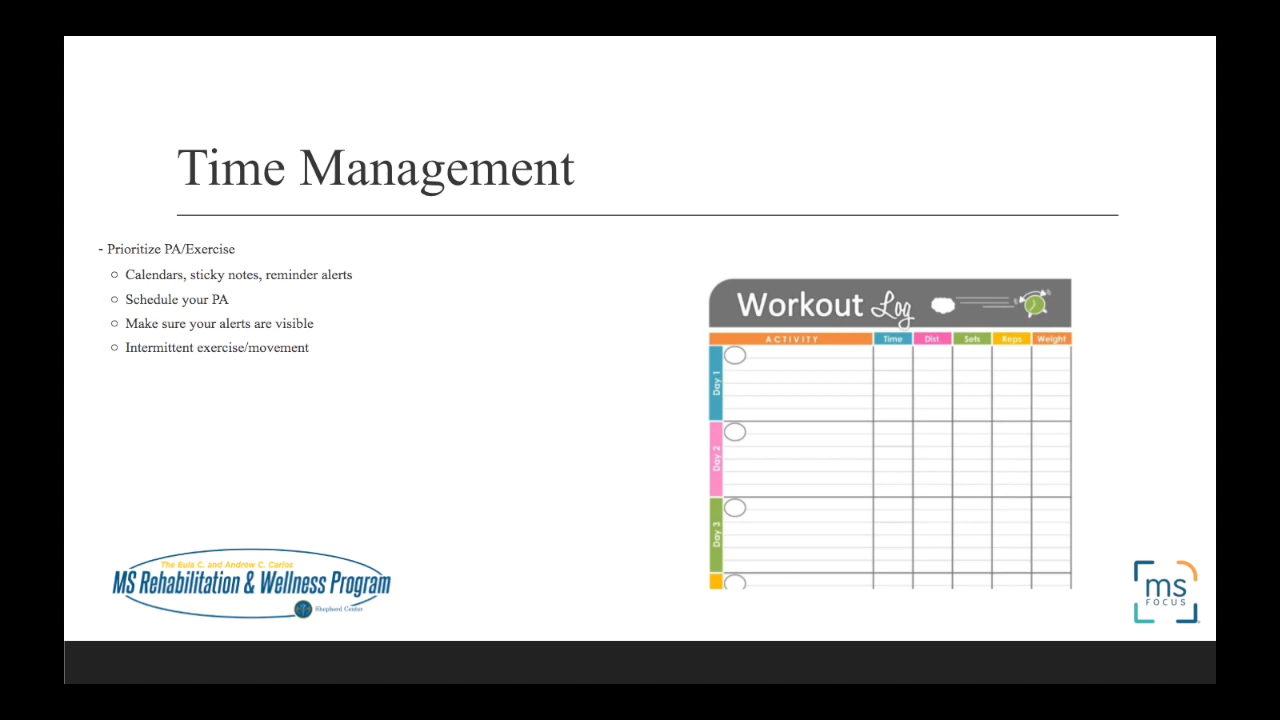 Time Management
- Prioritize PA/Exercise
○ Calendars, sticky notes, reminder alerts
○ Schedule your PA
○ Make sure your alerts are visible
○ Intermittent exercise/movement
Workout Log
ACTIVITY Time Dist. Sets Reps Weight
Day 1
Day 2
Day 3
The Eula C. and Andrew C. Carlos
MS Rehabilitation & Wellness Program
Shepherd Center
ms
FOCUS